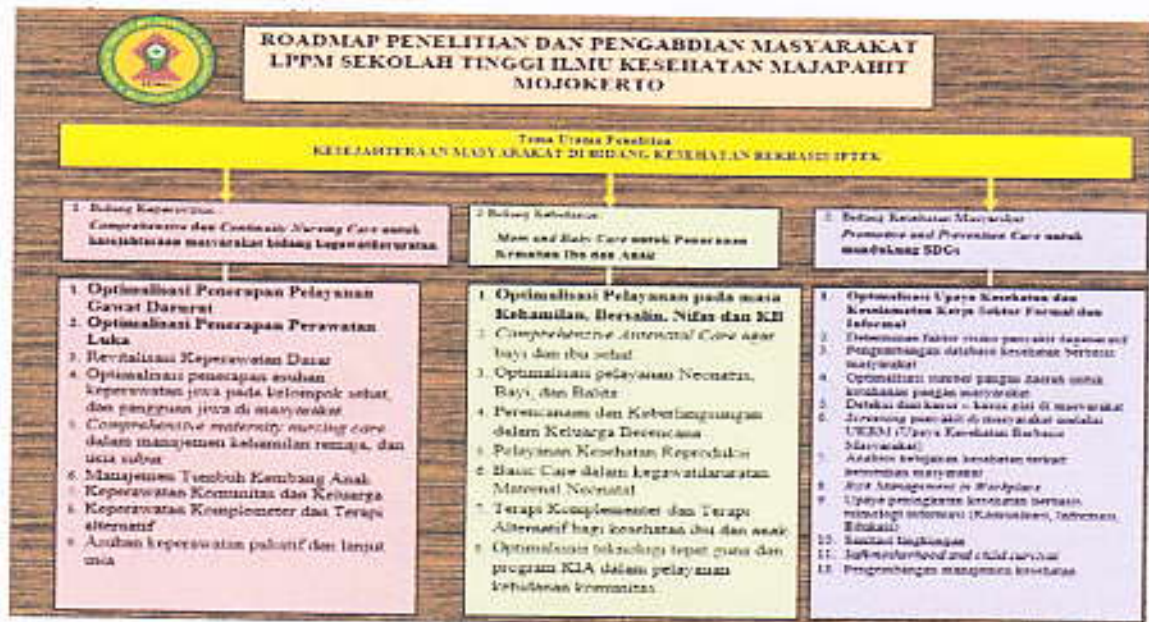 ROADMAP PENELITIAN DAN PENGABDIAN MASYARAKAT
LPPM SEKOLAH TINGGI ILMU KESEHATAN MAJAPAHIT
MOJOKERTO
Tema Utama Penelitian
KESEJAHTERAAN MASYARAKAT DI BIDANG KESEHATAN BERBASIS IPTEK
1. Bidang Keperawatan:
Comprehensive dan Continuity Nursing Care untuk
kesejahteraan masyarakat bidang kegawatdaruratan
1. Optimalisasi Penerapan Pelayanan
Gawat Darurat
2. Optimalisasi Penerapan Perawatan
Luka
3. Revitalisasi Keperawatan Dasar
4. Optimalisasi penerapan asuhan
keperawatan jiwa pada kelompok sehat,
dan gangguan jiwa di masyarakat
5. Comprehensive maternity nursing care
dalam manajemen kehamilan remaja, dan
usia subur
6. Manajemen Tumbuh Kembang Anak
7. Keperawatan Komunitas dan Keluarga
8. Keperawatan Komplometer dan Terapi
alternatif
9. Asuhan keperawatan paliatif dan lanjut
usia
2. Bidang Kebidanan:
Mom and Baby Care untuk Penurunan
Kematian Ibu dan Anak
1. Optimalisasi Pelayanan pada masa
Kehamilan, Bersalin, Nifas dan KB
2. Comprehensive Antenatal Care agar
bayi dan ibu sehat
3. Optimalisasi pelayanan Neonatus,
Bayi, dan Balita
4. Perencanaan dan Keberlangsungan
dalam Keluarga Berencana
5. Pelayanan Kesehatan Reproduksi
6. Basic Care dalam kegawatdaruratan
Maternal Neonatal
7. Terapi Komplementer dan Terapi
Alternatif bagi kesehatan ibu dan anak
8. Optimalisasi teknologi tepat guna dan
program KIA dalam pelayanan
kebidanan komunitas
3. Bidang Kesehatan Masyarakat
Promotive and Preventive Care untuk
mendukung SDGs
1. Optimalisasi Upaya Kesehatan dan
Keselamatan Kerja Sektor Formal dan
Informal
2. Determinan faktor risiko penyakit degeneratif
3. Pengembangan database kesehatan berbasis
masyarakat
4. Optimalisasi sumber pangan daerah untuk
ketahanan pangan masyarakat
5. Deteksi dini kasus – kasus gizi di masyarakat
6. Screening penyakit di masyarakat melalui
UKBM (Upaya Kesehatan Berbasis
Masyarakat)
7. Analisis kebijakan kesehatan terkait
kebutuhan masyarakat
8. Risk Management in Workplace
9. Upaya peningkatan kesehatan berbasis
teknologi informasi (Komunikasi, Informasi,
Edukasi)
10. Sanitasi lingkungan
11. Safemotherhood and child survival
12. Pengembangan manajemen kesehatan